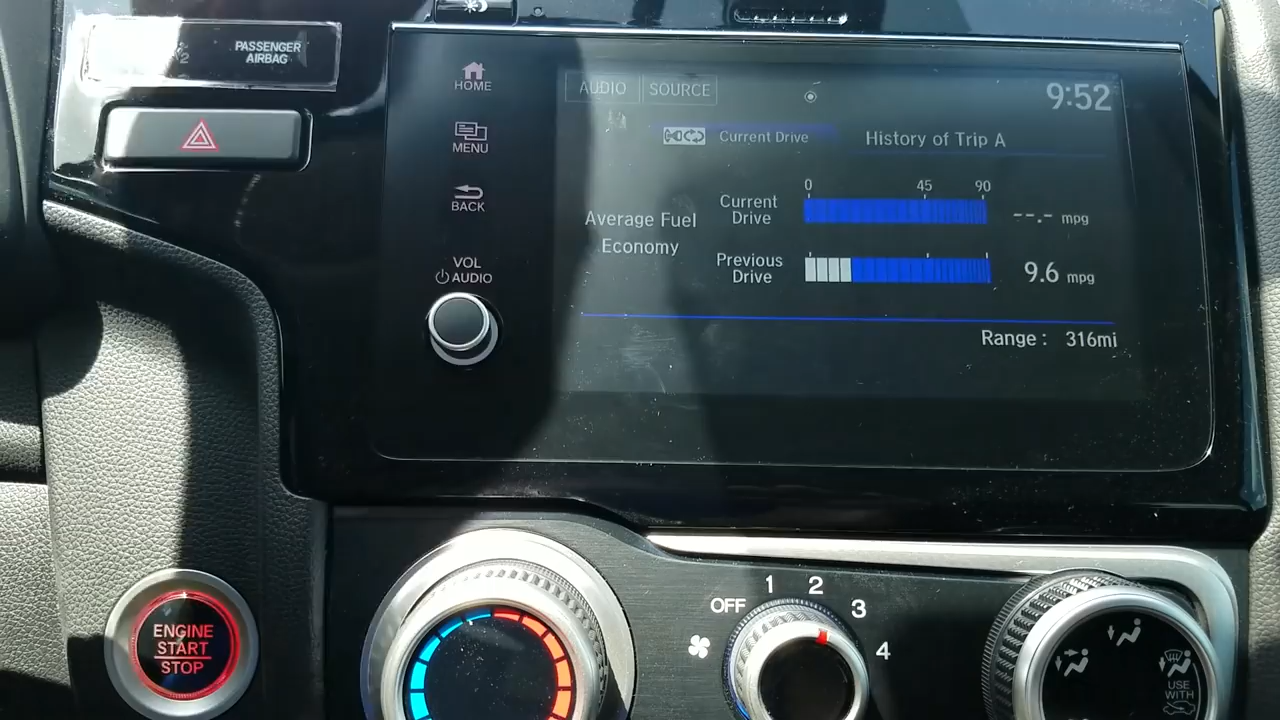 PASSENGER
AIRBAG
2
HOME
MENU
BACK
VOL
AUDIO
AUDIO
SOURCE
9:52
Current Drive
History of Trip A
0 45 90
Average Fuel
Economy
Current
Drive
--.- mpg
Previous
Drive
9.6 mpg
Range : 316mi
ENGINE
START
STOP
OFF 1 2 3 4
USE
WITH